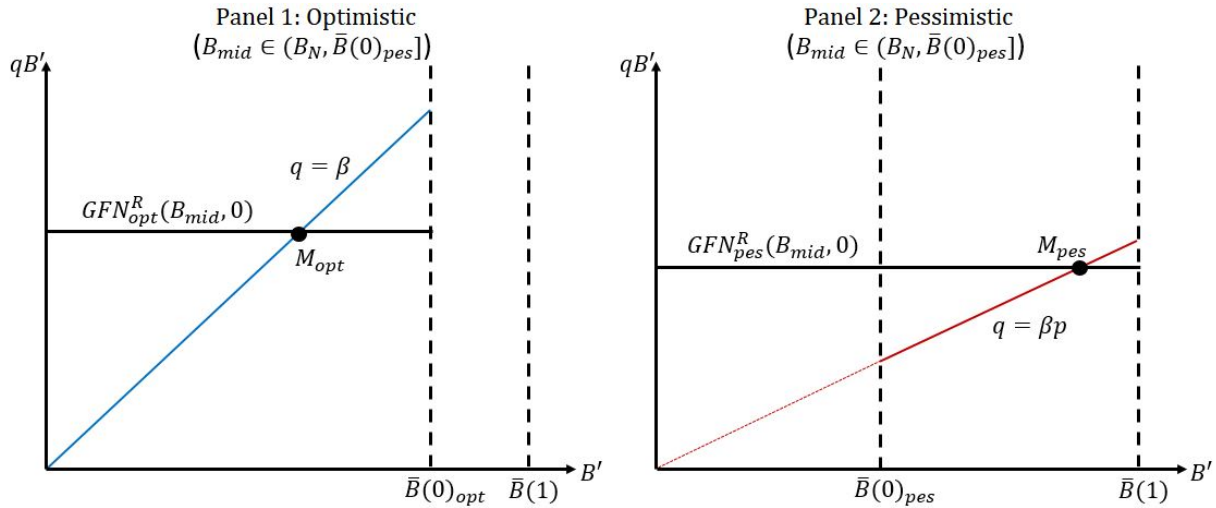 Panel 1: Optimistic
(B_mid ∈ (B_N, B̄(0)_pes])
qB′
q = β
GFN^R_opt(B_mid, 0)
M_opt
B′
B̄(0)_opt
B̄(1)
Panel 2: Pessimistic
(B_mid ∈ (B_N, B̄(0)_pes])
qB′
GFN^R_pes(B_mid, 0)
M_pes
q = βp
B′
B̄(0)_pes
B̄(1)